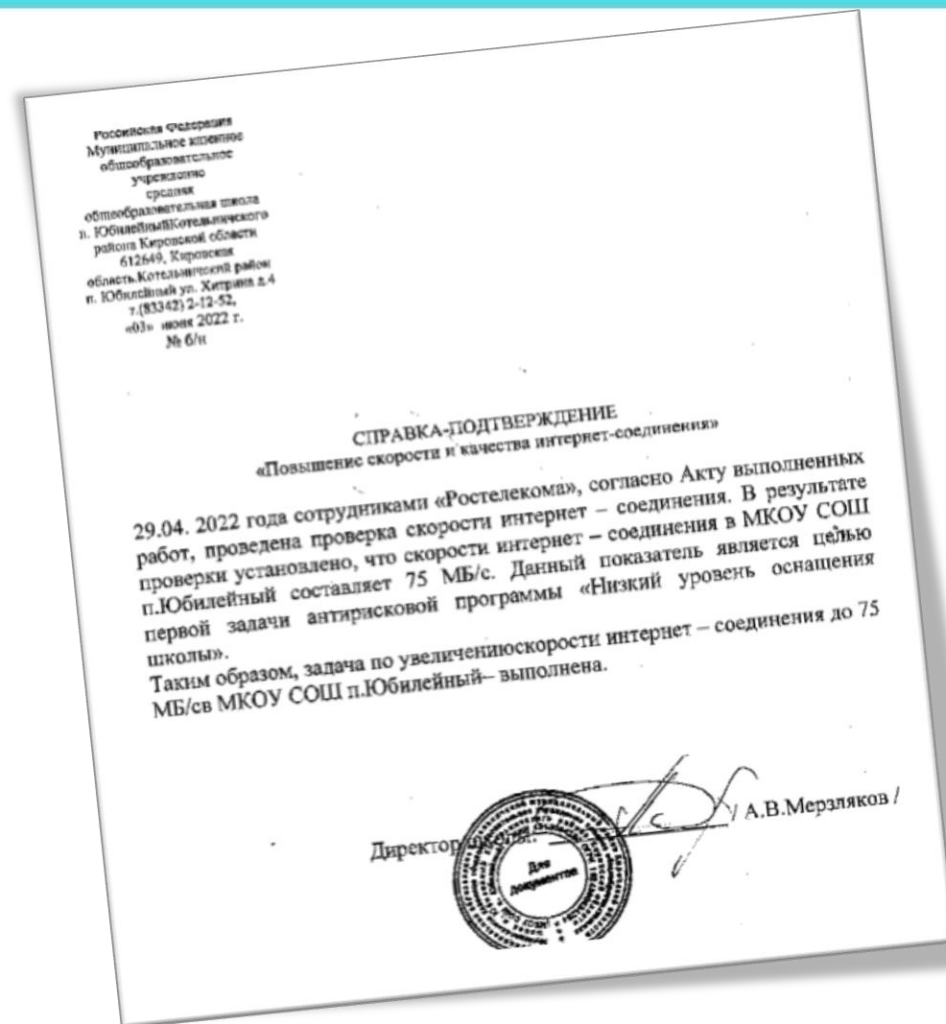 Российская Федерация
Муниципальное казенное
общеобразовательное
учреждение
средняя
общеобразовательная школа
п. ЮбилейныйКотельничского
района Кировской области
612649, Кировская
область.Котельнический район
п. Юбилейный ул. Хитрина д.4
т.(83342) 2-12-52,
«03» июня 2022 г.
№ б/н
СПРАВКА-ПОДТВЕРЖДЕНИЕ
«Повышение скорости и качества интернет-соединения»
29.04. 2022 года сотрудниками «Ростелекома», согласно Акту выполненных
работ, проведена проверка скорости интернет – соединения. В результате
проверки установлено, что скорости интернет – соединения в МКОУ СОШ
п.Юбилейный составляет 75 МБ/с. Данный показатель является целью
первой задачи антирисковой программы «Низкий уровень оснащения
школы».
Таким образом, задача по увеличениюскорости интернет – соединения до 75
МБ/св МКОУ СОШ п.Юбилейный– выполнена.
Директор / А.В.Мерзляков /
Для
документов